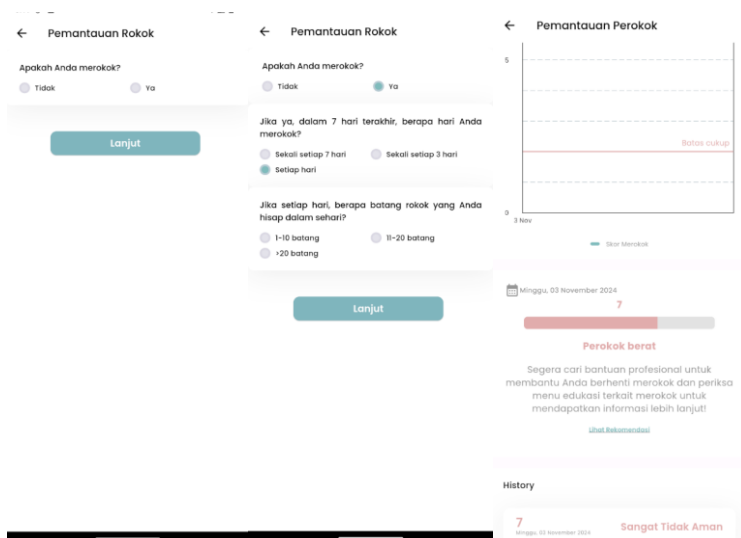 Pemantauan Rokok
Apakah Anda merokok?
Tidak
Ya
Lanjut
Pemantauan Rokok
Apakah Anda merokok?
Tidak
Ya
Jika ya, dalam 7 hari terakhir, berapa hari Anda
merokok?
Sekali setiap 7 hari
Sekali setiap 3 hari
Setiap hari
Jika setiap hari, berapa batang rokok yang Anda
hisap dalam sehari?
1-10 batang
11-20 batang
>20 batang
Lanjut
Pemantauan Perokok
5
Batas cukup
0
3 Nov
Skor Merokok
Minggu, 03 November 2024
7
Perokok berat
Segera cari bantuan profesional untuk
membantu Anda berhenti merokok dan periksa
menu edukasi terkait merokok untuk
mendapatkan informasi lebih lanjut!
Lihat Rekomendasi
History
7
Minggu, 03 November 2024
Sangat Tidak Aman